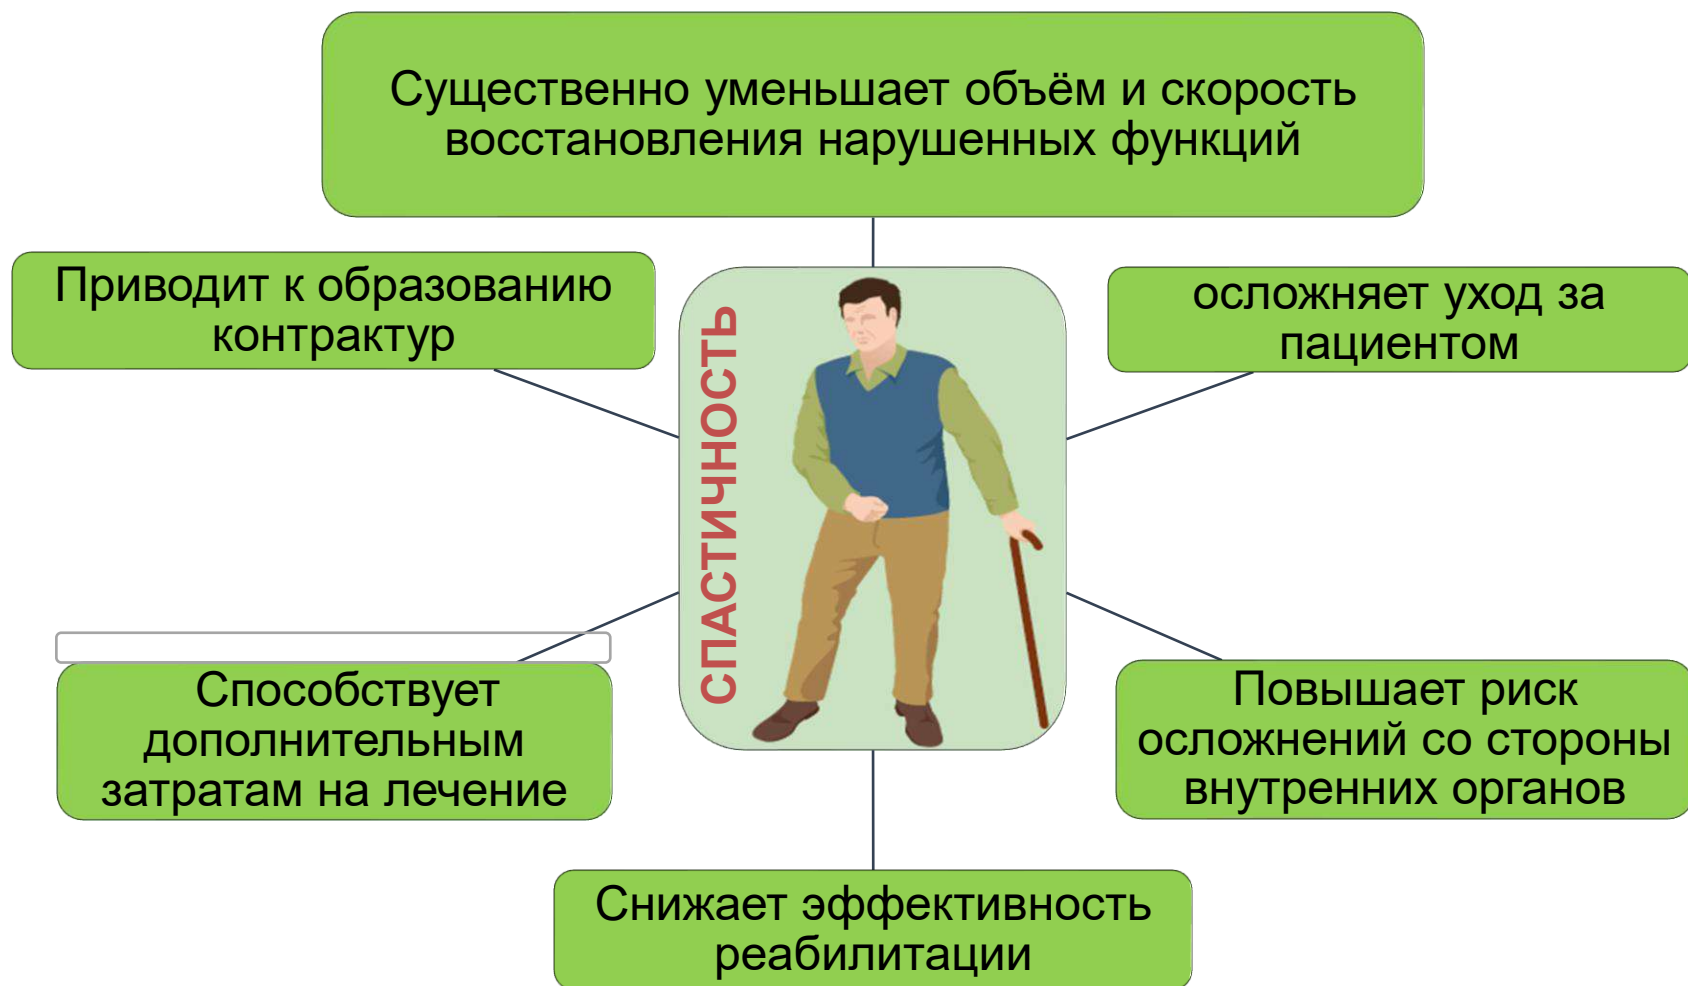 Существенно уменьшает объём и скорость
восстановления нарушенных функций
Приводит к образованию
контрактур
осложняет уход за
пациентом
СПАСТИЧНОСТЬ
Способствует
дополнительным
затратам на лечение
Повышает риск
осложнений со стороны
внутренних органов
Снижает эффективность
реабилитации